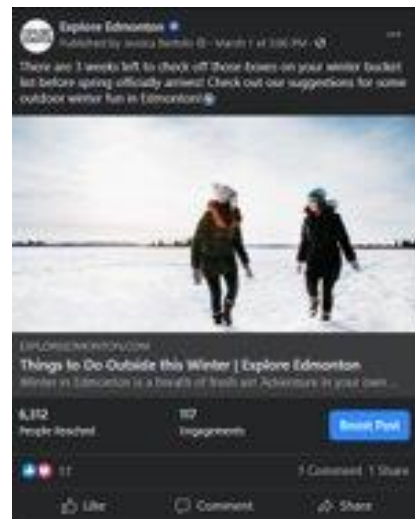 Explore Edmonton
Published by Jessica · March 1 at 3:00 PM ·
There are 3 weeks left to check off those boxes on your winter bucket
list before spring officially arrives! Check out our suggestions for some
outdoor winter fun in Edmonton!
EXPLOREEDMONTON.COM
Things to Do Outside this Winter | Explore Edmonton
Winter in Edmonton is a breath of fresh air. Adventure in your own ...
6,312
117
People Reached
Engagements
Boost Post
1 Comment 1 Share
Like
Comment
Share